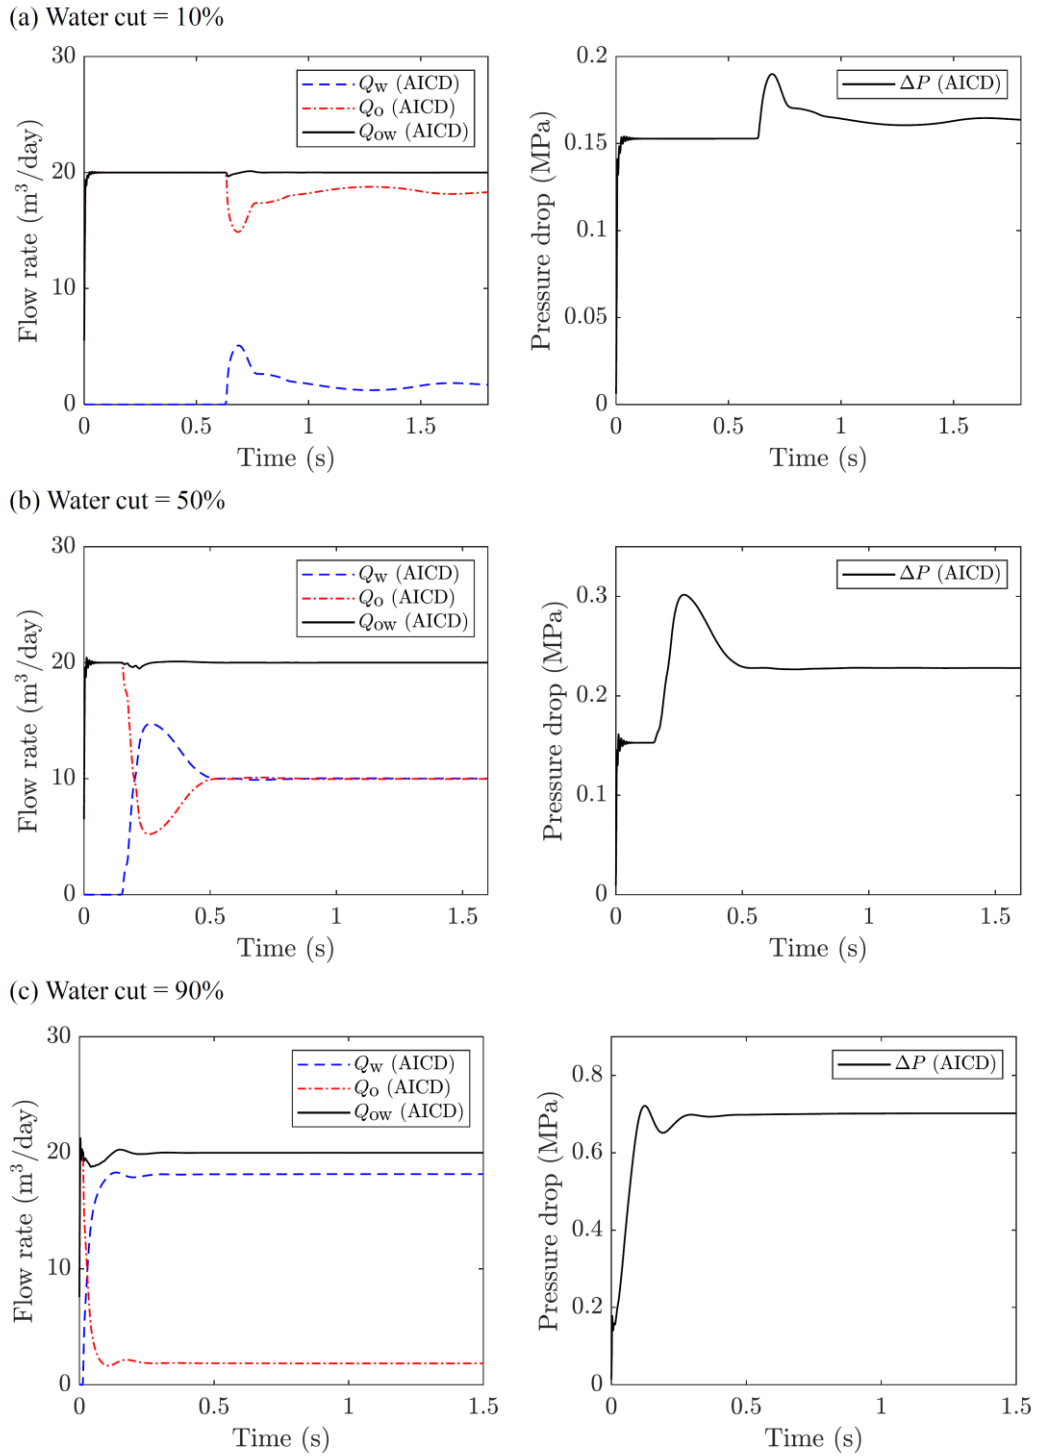 (a) Water cut = 10%
30
20
10
0
Flow rate (m³/day)
Q_w (AICD)
Q_o (AICD)
Q_ow (AICD)
0 0.5 1 1.5
Time (s)
0.2
0.15
0.1
0.05
0
Pressure drop (MPa)
ΔP (AICD)
0 0.5 1 1.5
Time (s)
(b) Water cut = 50%
30
20
10
0
Flow rate (m³/day)
Q_w (AICD)
Q_o (AICD)
Q_ow (AICD)
0 0.5 1 1.5
Time (s)
0.3
0.2
0.1
0
Pressure drop (MPa)
ΔP (AICD)
0 0.5 1 1.5
Time (s)
(c) Water cut = 90%
30
20
10
0
Flow rate (m³/day)
Q_w (AICD)
Q_o (AICD)
Q_ow (AICD)
0 0.5 1 1.5
Time (s)
0.8
0.6
0.4
0.2
0
Pressure drop (MPa)
ΔP (AICD)
0 0.5 1 1.5
Time (s)